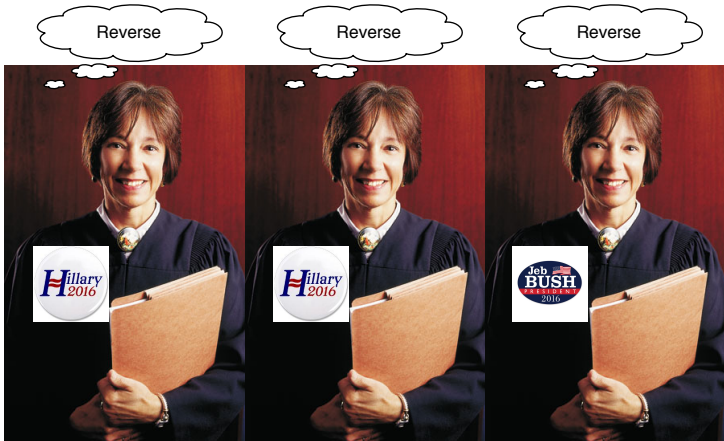 Reverse
Reverse
Reverse
Hillary
2016
Hillary
2016
Jeb
BUSH
PRESIDENT
2016